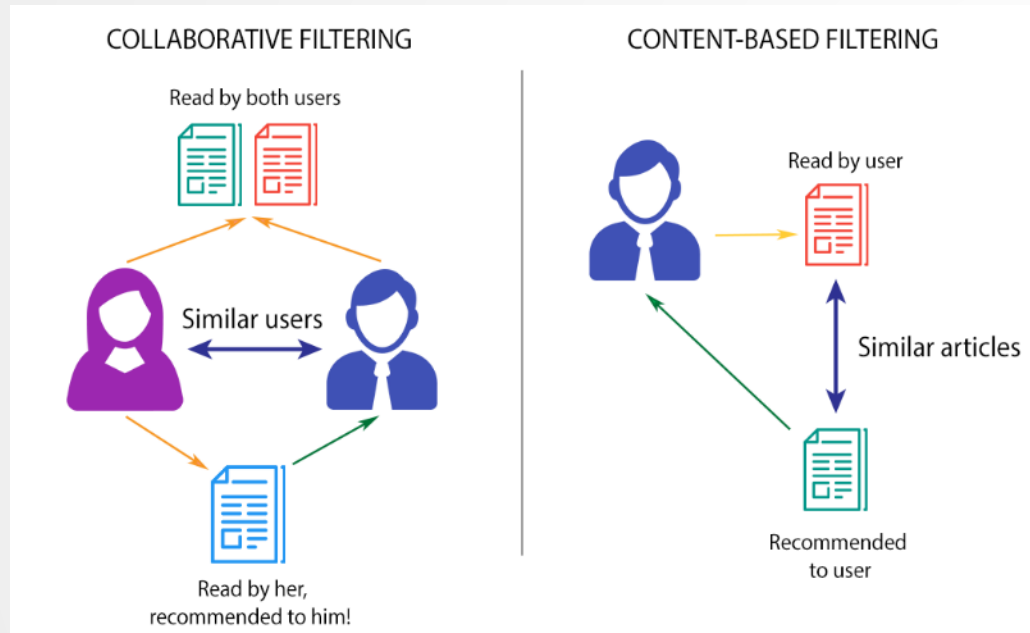 COLLABORATIVE FILTERING
Read by both users
Similar users
Read by her,
recommended to him!
CONTENT-BASED FILTERING
Read by user
Similar articles
Recommended
to user